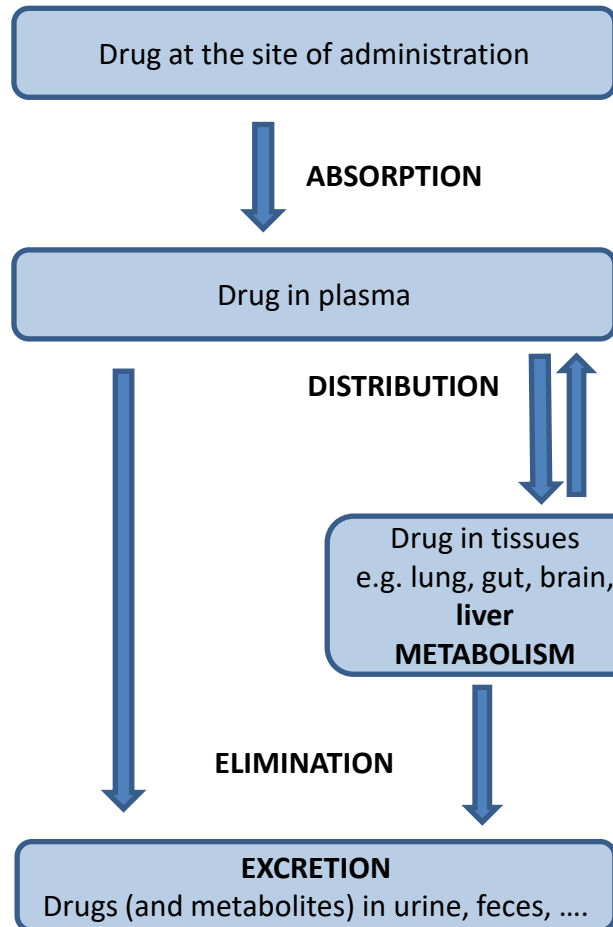 Drug at the site of administration
ABSORPTION
Drug in plasma
DISTRIBUTION
Drug in tissues
e.g. lung, gut, brain,
liver
METABOLISM
ELIMINATION
EXCRETION
Drugs (and metabolites) in urine, feces, ....